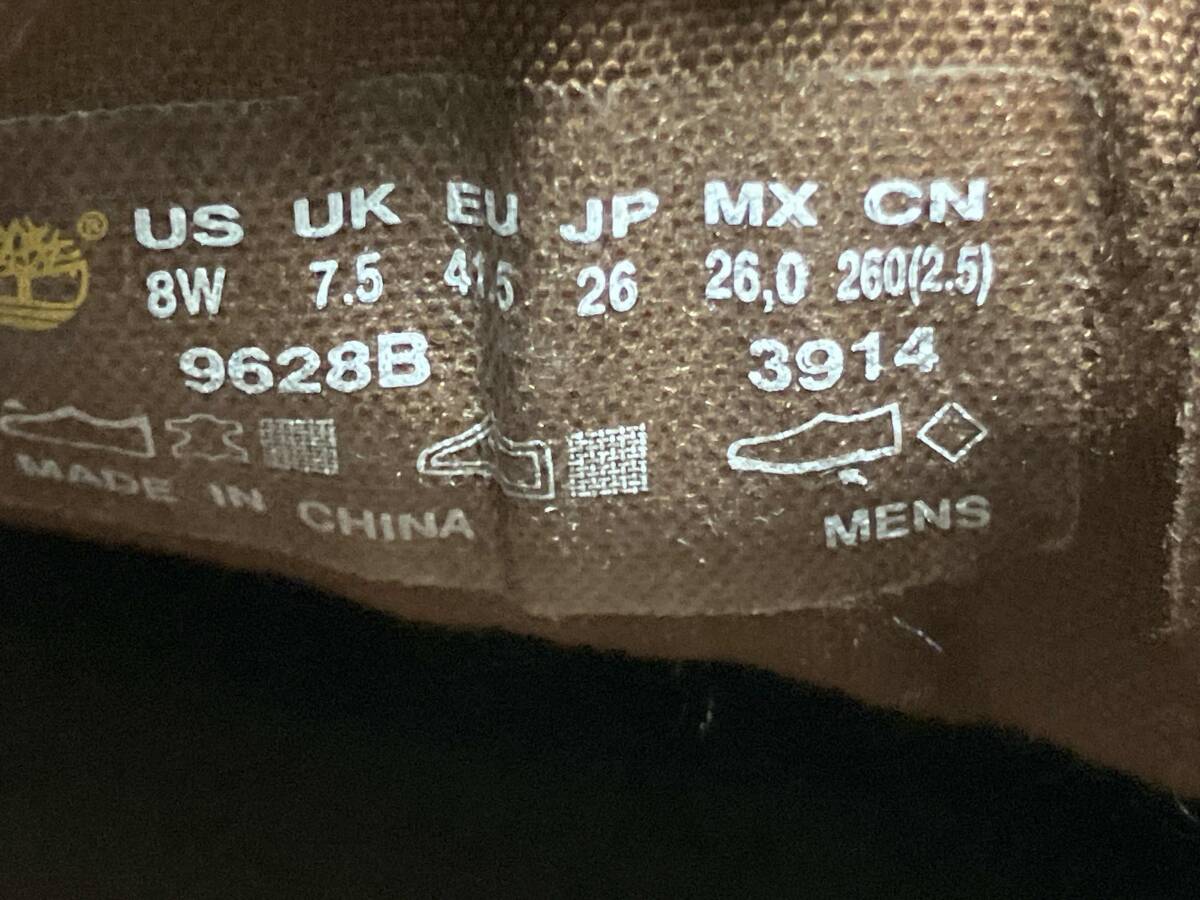 ® US UK EU JP MX CN
8W 7.5 41.5 26 26,0 260(2.5)
9628B 3914
MADE IN CHINA MENS